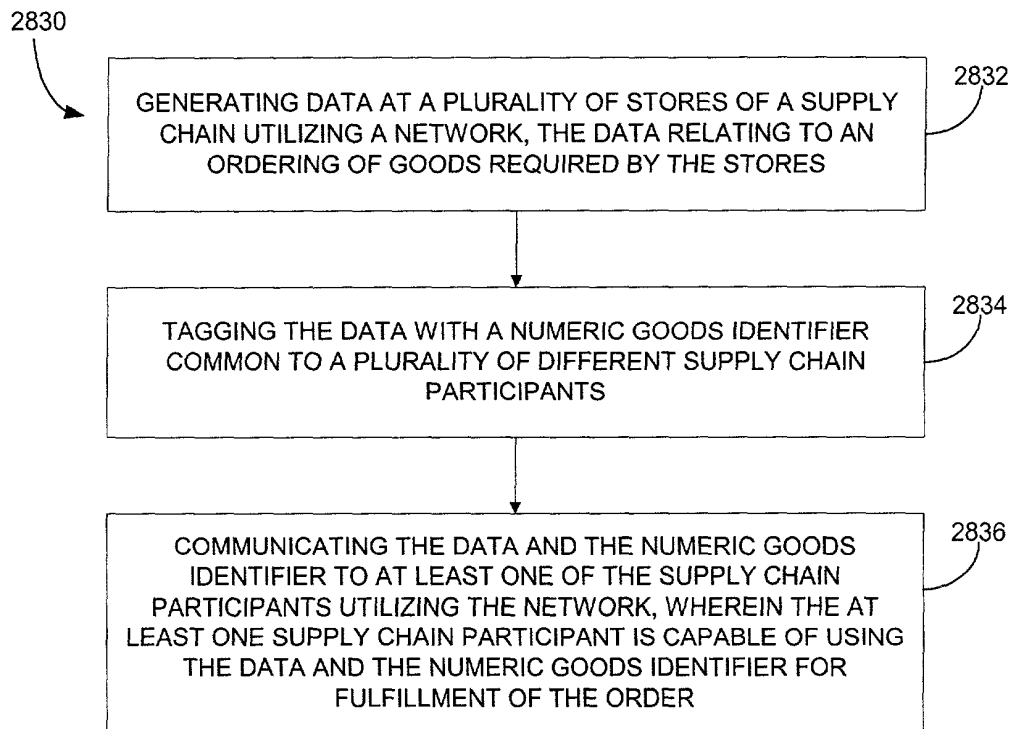 2830
2832
GENERATING DATA AT A PLURALITY OF STORES OF A SUPPLY
CHAIN UTILIZING A NETWORK, THE DATA RELATING TO AN
ORDERING OF GOODS REQUIRED BY THE STORES
2834
TAGGING THE DATA WITH A NUMERIC GOODS IDENTIFIER
COMMON TO A PLURALITY OF DIFFERENT SUPPLY CHAIN
PARTICIPANTS
2836
COMMUNICATING THE DATA AND THE NUMERIC GOODS
IDENTIFIER TO AT LEAST ONE OF THE SUPPLY CHAIN
PARTICIPANTS UTILIZING THE NETWORK, WHEREIN THE AT
LEAST ONE SUPPLY CHAIN PARTICIPANT IS CAPABLE OF USING
THE DATA AND THE NUMERIC GOODS IDENTIFIER FOR
FULFILLMENT OF THE ORDER